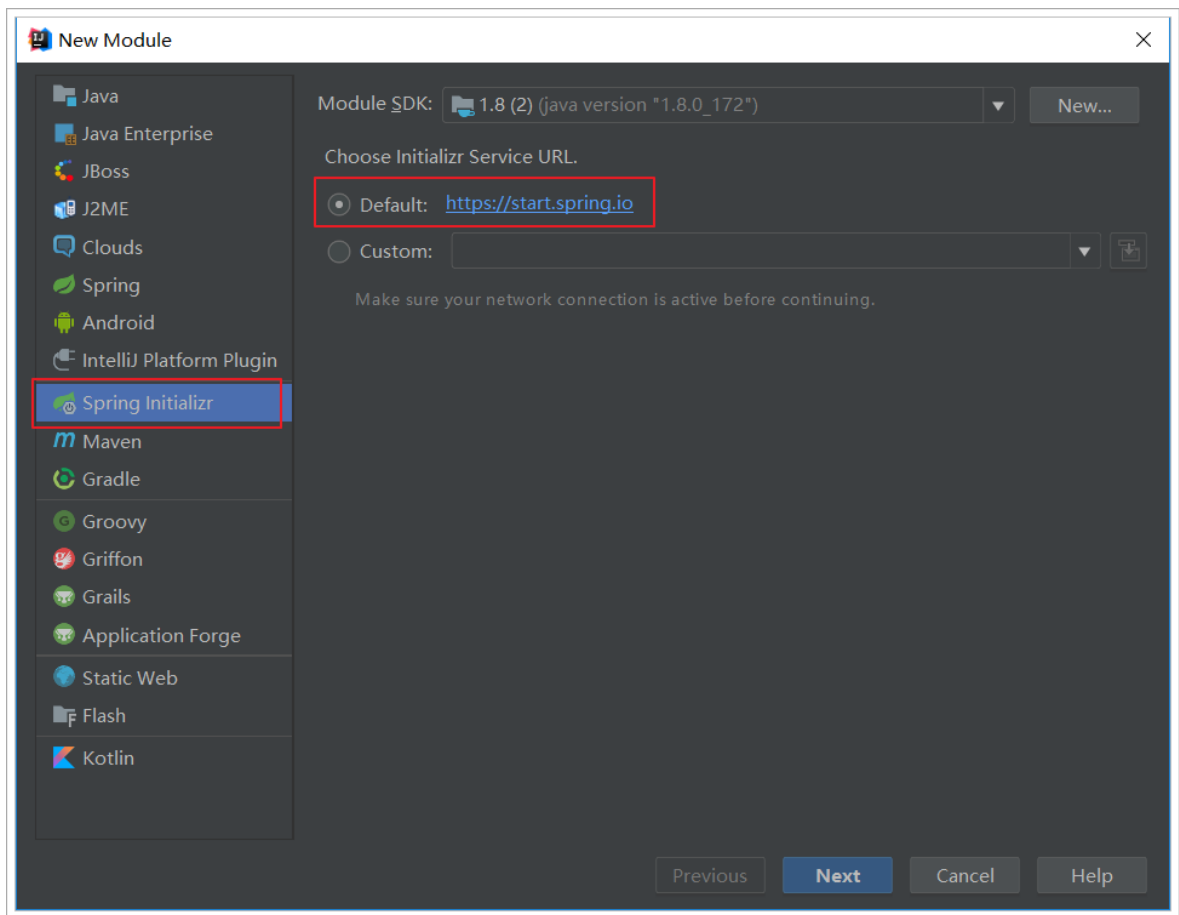 New Module
Java
Java Enterprise
JBoss
J2ME
Clouds
Spring
Android
IntelliJ Platform Plugin
Spring Initializr
Maven
Gradle
Groovy
Griffon
Grails
Application Forge
Static Web
Flash
Kotlin
Module SDK: 1.8 (2) (java version "1.8.0_172") New...
Choose Initializr Service URL.
Default: https://start.spring.io
Custom:
Make sure your network connection is active before continuing.
Previous Next Cancel Help